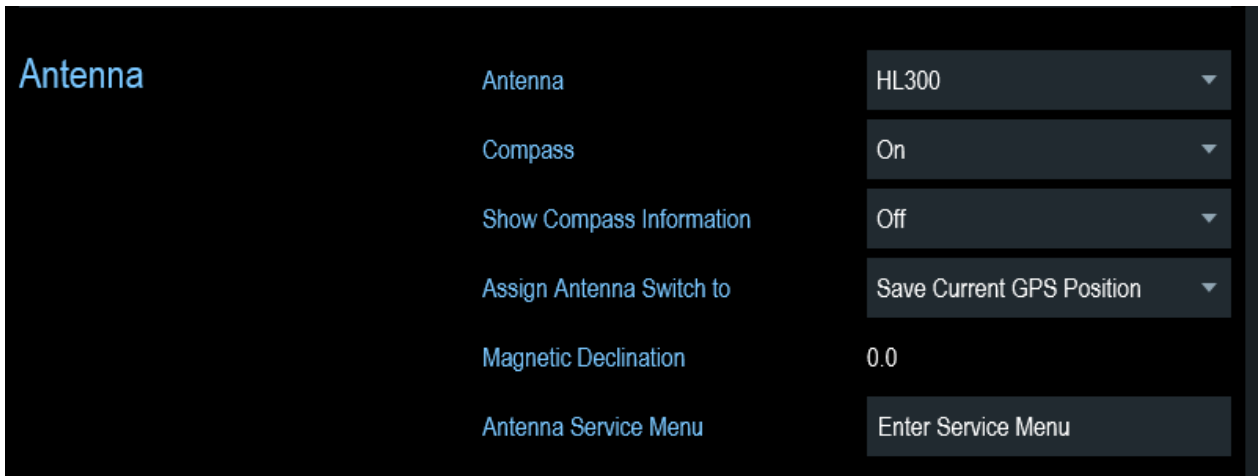 Antenna
Antenna HL300
Compass On
Show Compass Information Off
Assign Antenna Switch to Save Current GPS Position
Magnetic Declination 0.0
Antenna Service Menu Enter Service Menu